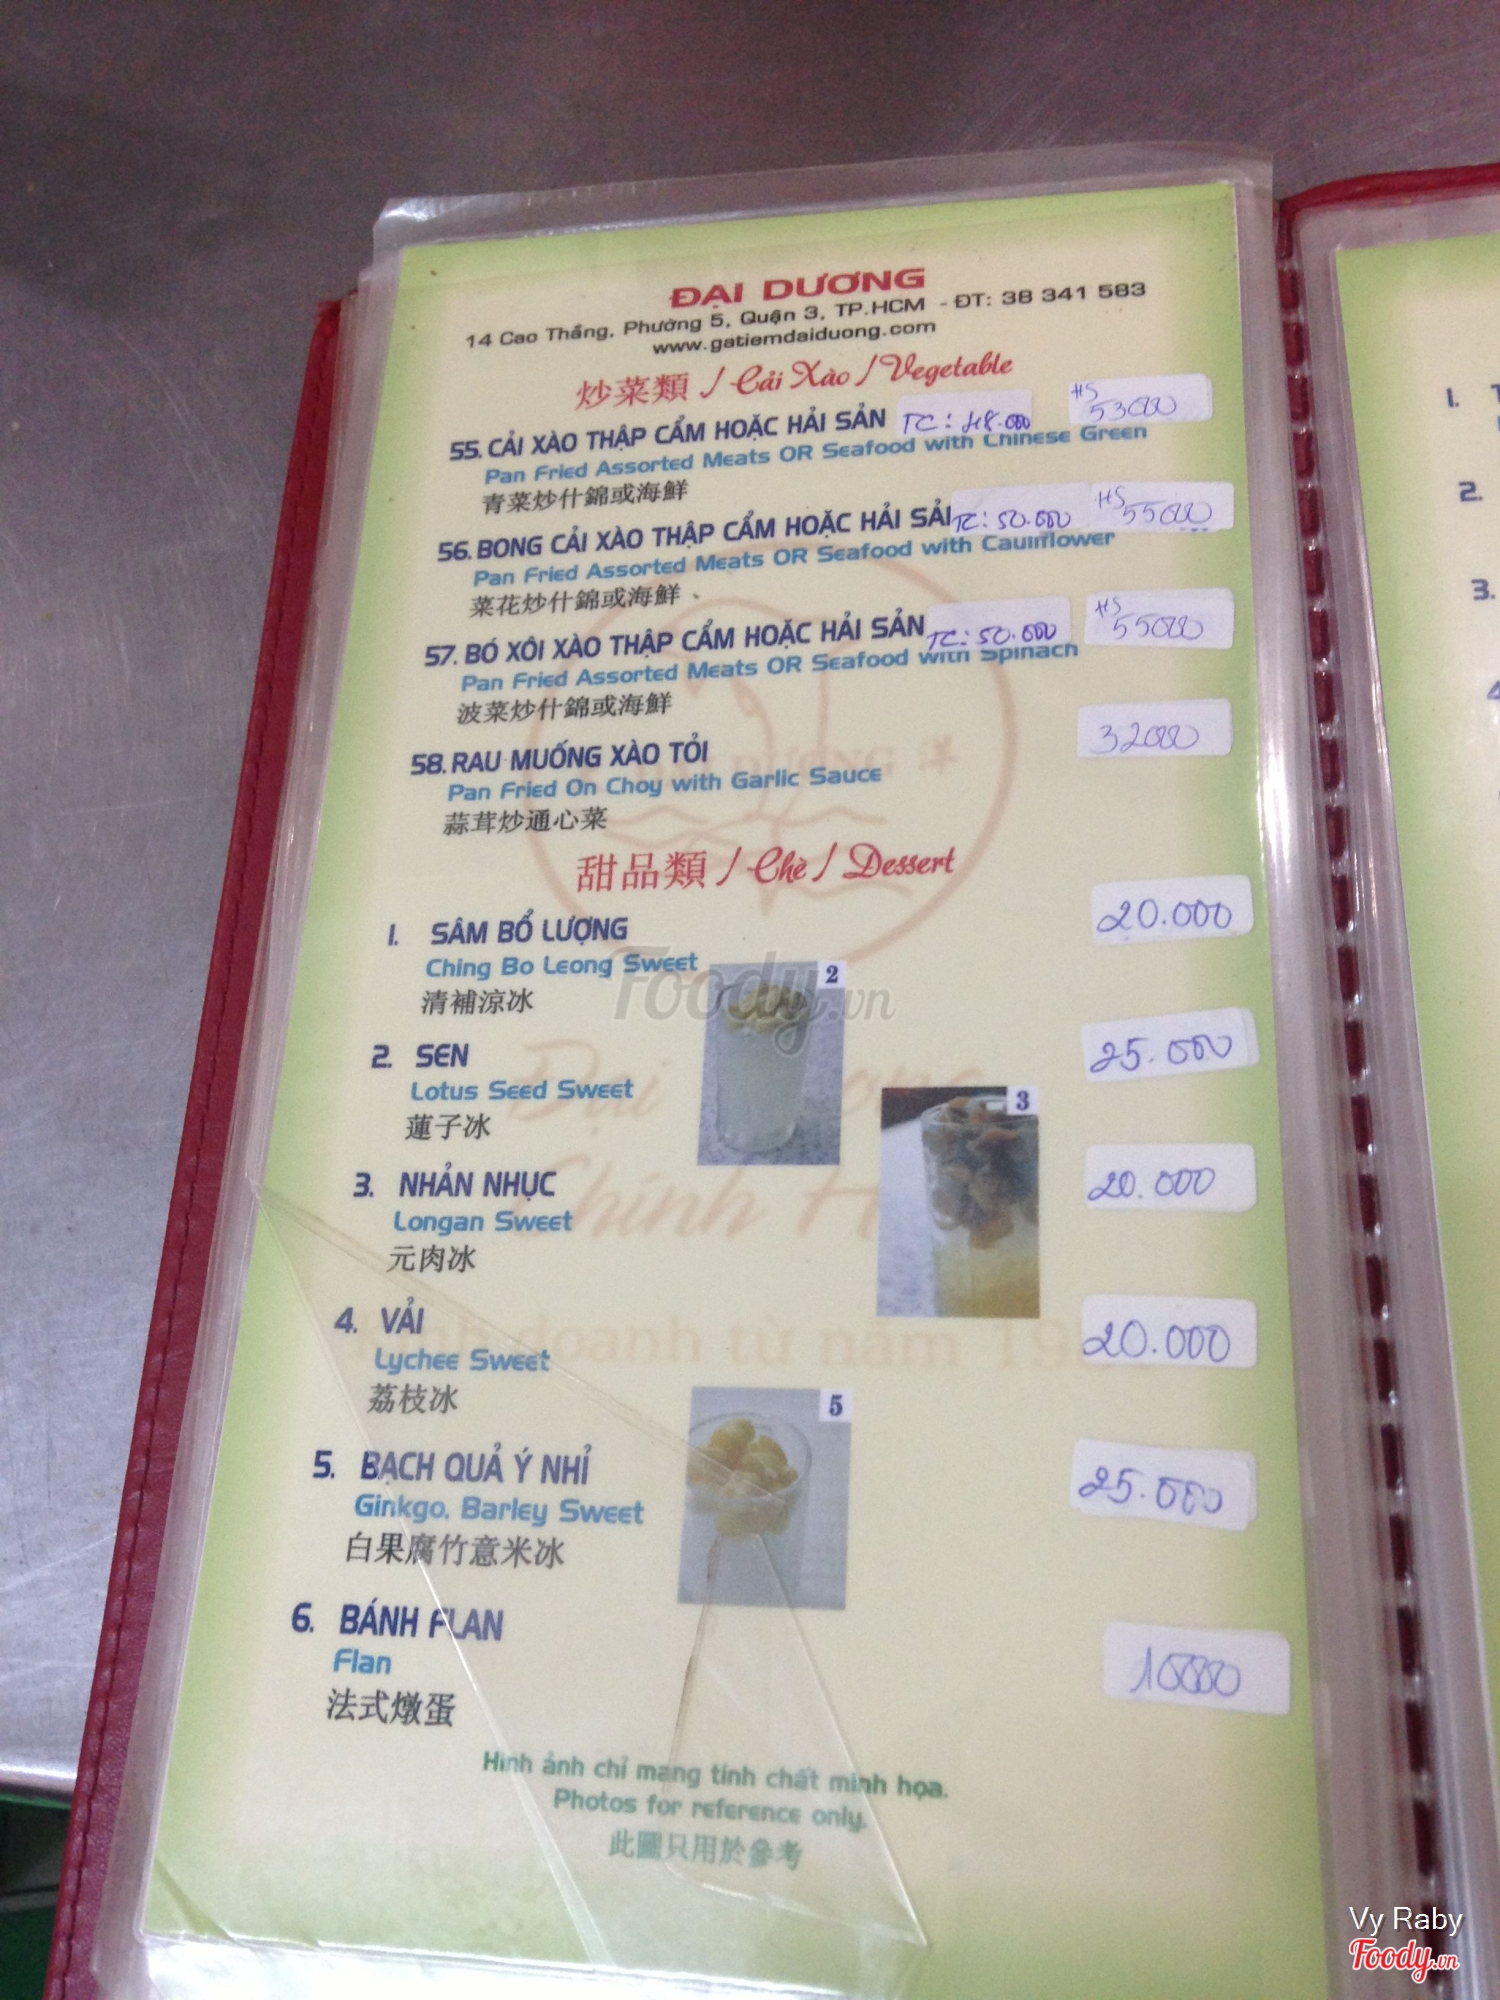 ĐẠI DƯƠNG
14 Cao Thắng, Phường 5, Quận 3, TP.HCM - ĐT: 38 341 583
www.gatiemdaiduong.com
炒菜類 / Cải Xào / Vegetable
55. CẢI XÀO THẬP CẨM HOẶC HẢI SẢN TC: 48.000 HS 53000
Pan Fried Assorted Meats OR Seafood with Chinese Green
青菜炒什錦或海鮮
56. BONG CẢI XÀO THẬP CẨM HOẶC HẢI SẢ TC: 50.000 HS 55000
Pan Fried Assorted Meats OR Seafood with Cauliflower
菜花炒什錦或海鮮、
57. BÓ XÔI XÀO THẬP CẨM HOẶC HẢI SẢN TC: 50.000 HS 55000
Pan Fried Assorted Meats OR Seafood with Spinach
波菜炒什錦或海鮮
58. RAU MUỐNG XÀO TỎI 32000
Pan Fried On Choy with Garlic Sauce
蒜茸炒通心菜
甜品類 / Chè / Dessert
1. SÂM BỔ LƯỢNG 20.000
Ching Bo Leong Sweet
清補涼冰
2
2. SEN 25.000
Lotus Seed Sweet
蓮子冰
3
3. NHẢN NHỤC 20.000
Longan Sweet
元肉冰
4. VẢI 20.000
Lychee Sweet
荔枝冰
5
5. BẠCH QUẢ Ý NHỈ 25.000
Ginkgo, Barley Sweet
白果腐竹意米冰
6. BÁNH FLAN 10000
Flan
法式燉蛋
Hình ảnh chỉ mang tính chất minh họa.
Photos for reference only.
此圖只用於參考
1.
2.
3.
Foody.vn
Vy Raby
Foody.vn